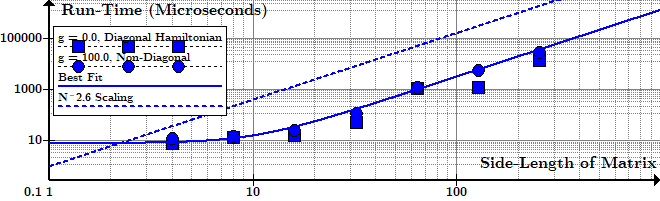 Run-Time (Microseconds)
100000
g = 0.0, Diagonal Hamiltonian
g = 100.0, Non-Diagonal
Best Fit
1000
N^2.6 Scaling
10
Side-Length of Matrix
0.1 1 10 100